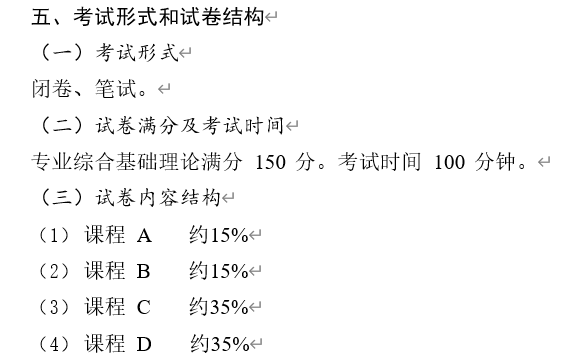 五、考试形式和试卷结构↵
（一）考试形式↵
闭卷、笔试。↵
（二）试卷满分及考试时间↵
专业综合基础理论满分 150 分。考试时间 100 分钟。↵
（三）试卷内容结构↵
（1）课程 A 约15%↵
（2）课程 B 约15%↵
（3）课程 C 约35%↵
（4）课程 D 约35%↵